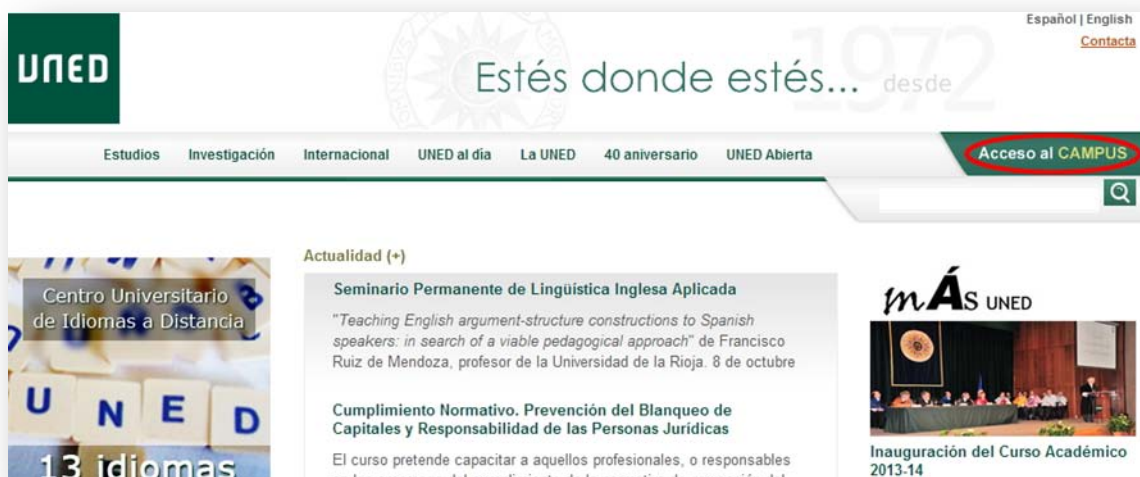 Español | English
Contacta
UNED
Estés donde estés...
desde
1972
Estudios Investigación Internacional UNED al día La UNED 40 aniversario UNED Abierta
Acceso al CAMPUS
Centro Universitario
de Idiomas a Distancia
U N E D
13 idiomas
Actualidad (+)
Seminario Permanente de Lingüística Inglesa Aplicada
"Teaching English argument-structure constructions to Spanish
speakers: in search of a viable pedagogical approach" de Francisco
Ruiz de Mendoza, profesor de la Universidad de la Rioja. 8 de octubre
Cumplimiento Normativo. Prevención del Blanqueo de
Capitales y Responsabilidad de las Personas Jurídicas
El curso pretende capacitar a aquellos profesionales, o responsables
mÁs UNED
Inauguración del Curso Académico
2013-14